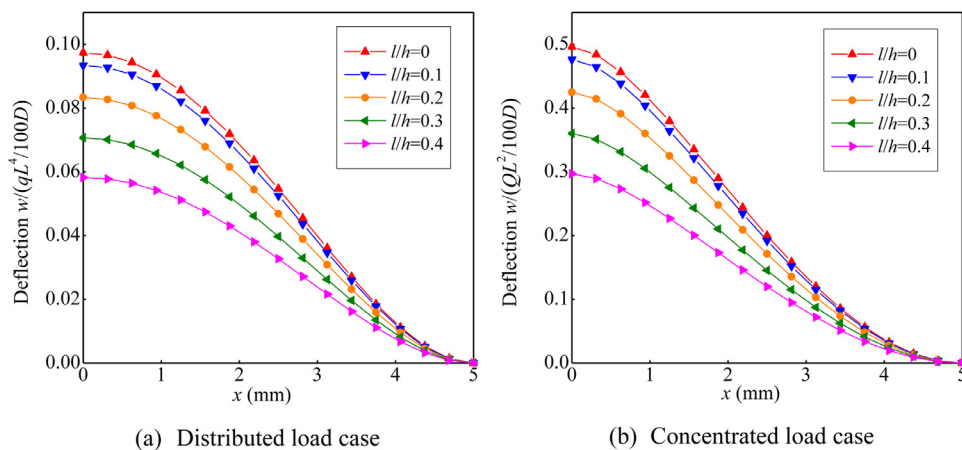 Deflection w/(qL⁴/100D)
0.10
0.08
0.06
0.04
0.02
0.00
l/h=0
l/h=0.1
l/h=0.2
l/h=0.3
l/h=0.4
0 1 2 3 4 5
x (mm)
(a) Distributed load case
Deflection w/(QL²/100D)
0.5
0.4
0.3
0.2
0.1
0.0
l/h=0
l/h=0.1
l/h=0.2
l/h=0.3
l/h=0.4
0 1 2 3 4 5
x (mm)
(b) Concentrated load case